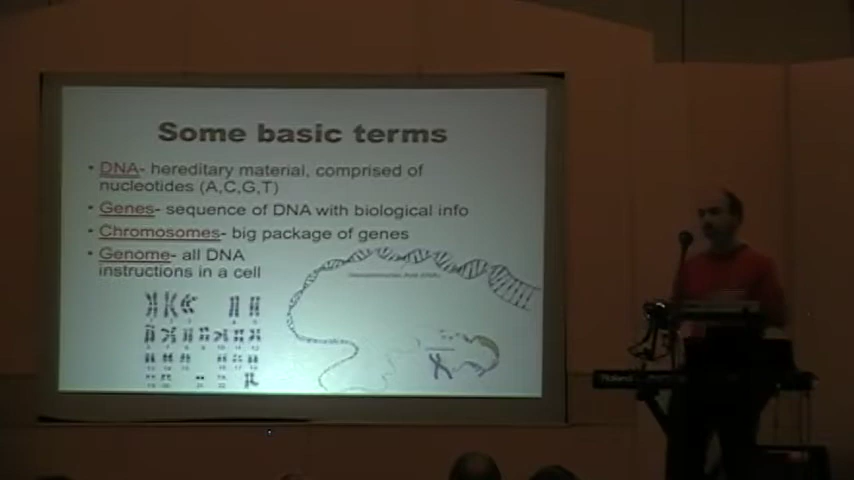 Some basic terms
• DNA- hereditary material, comprised of
nucleotides (A,C,G,T)
• Genes- sequence of DNA with biological info
• Chromosomes- big package of genes
• Genome- all DNA
instructions in a cell
Roland